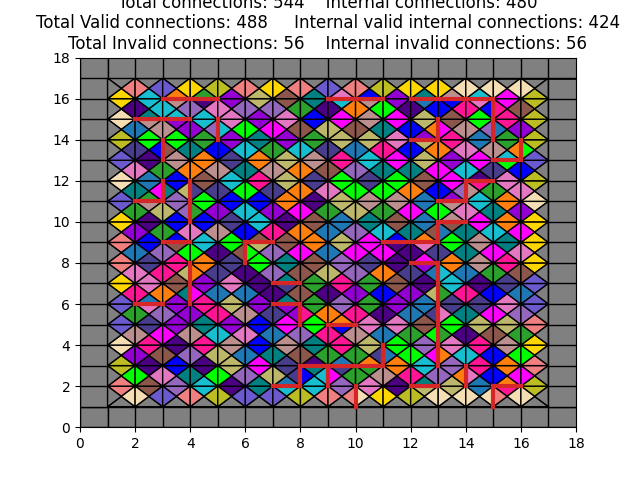 Total connections: 544    Internal connections: 480
Total Valid connections: 488     Internal valid internal connections: 424
Total Invalid connections: 56    Internal invalid connections: 56
18
16
14
12
10
8
6
4
2
0
0 2 4 6 8 10 12 14 16 18